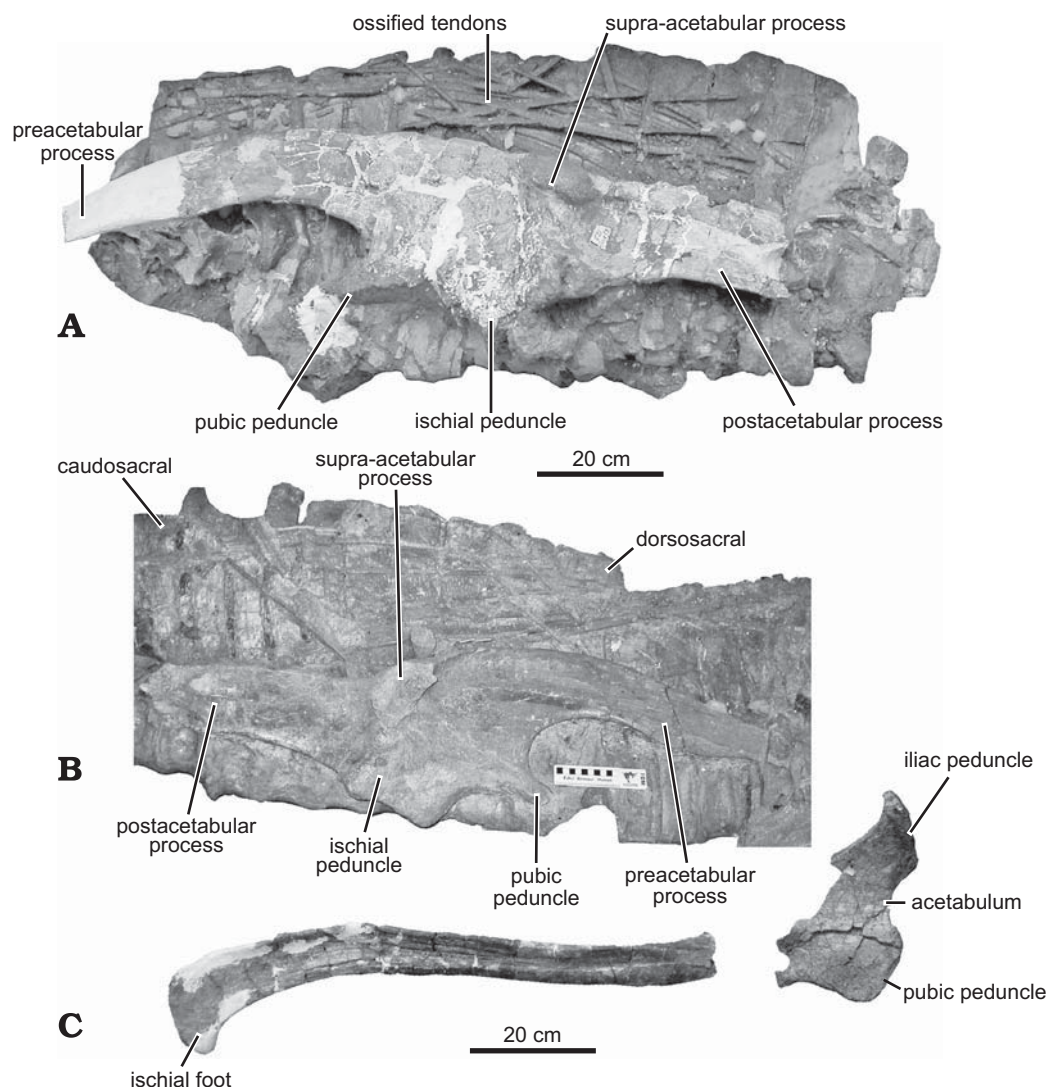 ossified tendons
supra-acetabular process
preacetabular
process
A
pubic peduncle
ischial peduncle
postacetabular process
20 cm
caudosacral
supra-acetabular
process
dorsosacral
B
postacetabular
process
ischial
peduncle
pubic
peduncle
preacetabular
process
iliac peduncle
acetabulum
pubic peduncle
C
20 cm
ischial foot